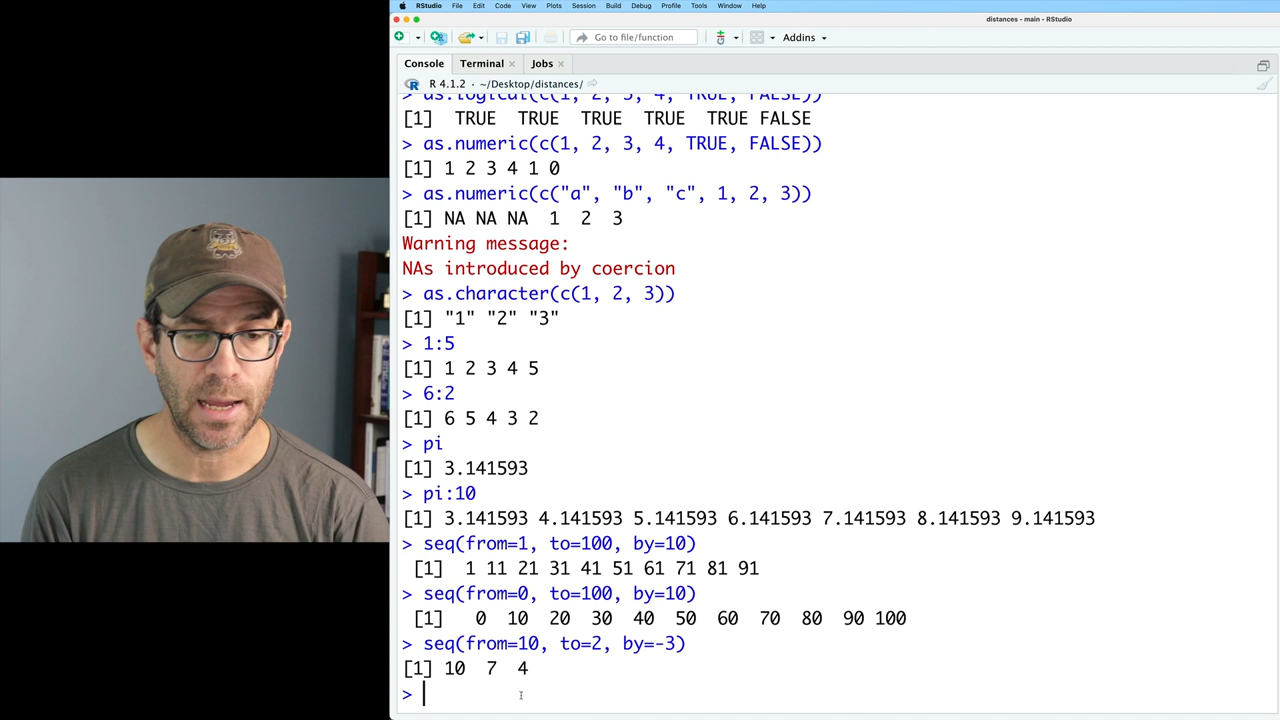 RStudio File Edit Code View Plots Session Build Debug Profile Tools Window Help
distances - main - RStudio
Go to file/function Addins
Console Terminal Jobs
R 4.1.2 · ~/Desktop/distances/
> as.logical(c(1, 2, 3, 4, TRUE, FALSE))
[1] TRUE TRUE TRUE TRUE TRUE FALSE
> as.numeric(c(1, 2, 3, 4, TRUE, FALSE))
[1] 1 2 3 4 1 0
> as.numeric(c("a", "b", "c", 1, 2, 3))
[1] NA NA NA 1 2 3
Warning message:
NAs introduced by coercion
> as.character(c(1, 2, 3))
[1] "1" "2" "3"
> 1:5
[1] 1 2 3 4 5
> 6:2
[1] 6 5 4 3 2
> pi
[1] 3.141593
> pi:10
[1] 3.141593 4.141593 5.141593 6.141593 7.141593 8.141593 9.141593
> seq(from=1, to=100, by=10)
[1] 1 11 21 31 41 51 61 71 81 91
> seq(from=0, to=100, by=10)
[1] 0 10 20 30 40 50 60 70 80 90 100
> seq(from=10, to=2, by=-3)
[1] 10 7 4
>